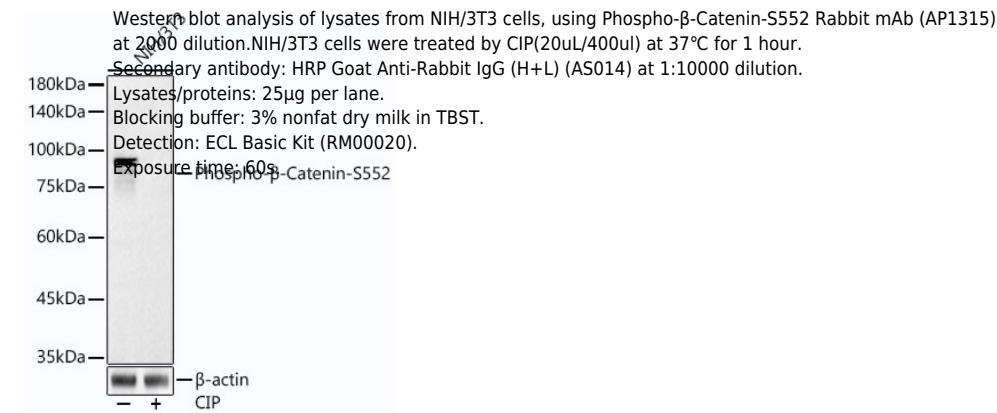 Western blot analysis of lysates from NIH/3T3 cells, using Phospho-β-Catenin-S552 Rabbit mAb (AP1315)
at 2000 dilution.NIH/3T3 cells were treated by CIP(20uL/400ul) at 37℃ for 1 hour.
Secondary antibody: HRP Goat Anti-Rabbit IgG (H+L) (AS014) at 1:10000 dilution.
Lysates/proteins: 25μg per lane.
Blocking buffer: 3% nonfat dry milk in TBST.
Detection: ECL Basic Kit (RM00020).
Exposure time: 60s.
NIH/3T3
180kDa
140kDa
100kDa
75kDa
60kDa
45kDa
35kDa
Phospho-β-Catenin-S552
β-actin
− + CIP